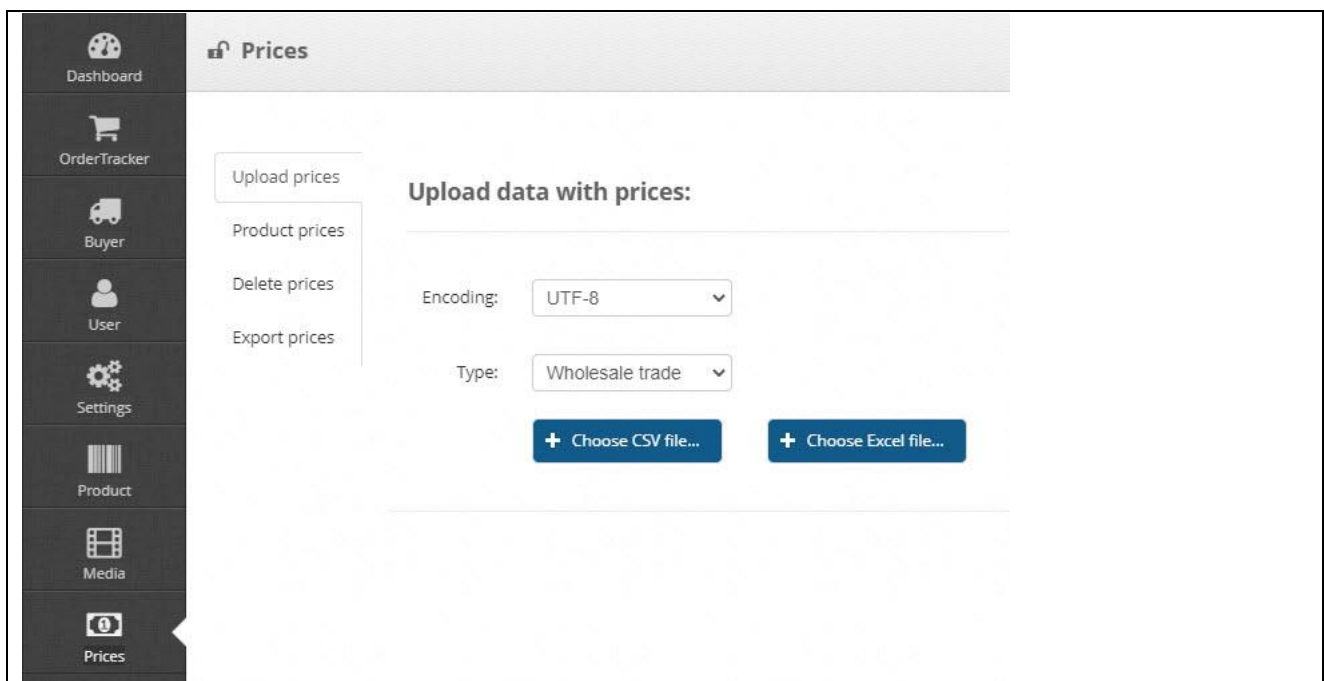 Dashboard
OrderTracker
Buyer
User
Settings
Product
Media
Prices
Prices
Upload prices
Product prices
Delete prices
Export prices
Upload data with prices:
Encoding: UTF-8
Type: Wholesale trade
+ Choose CSV file... + Choose Excel file...